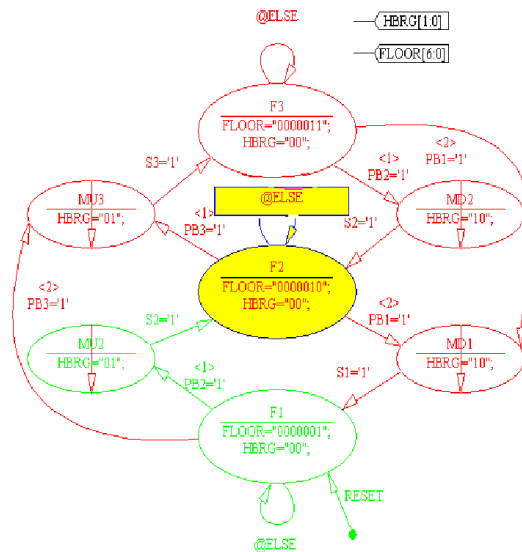 @ELSE
HBRG[1:0]
FLOOR[6:0]
F3
FLOOR="0000011";
HBRG="00";
S3='1'
<1>
PB2='1'
<2>
PB1='1'
@ELSE
MU3
HBRG="01";
<1>
PB3='1'
MD2
HBRG="10";
S2='1'
F2
FLOOR="0000010";
HBRG="00";
<2>
PB3='1'
S2='1'
<2>
PB1='1'
MU2
HBRG="01";
MD1
HBRG="10";
<1>
PB2='1'
S1='1'
F1
FLOOR="0000001";
HBRG="00";
RESET
@ELSE